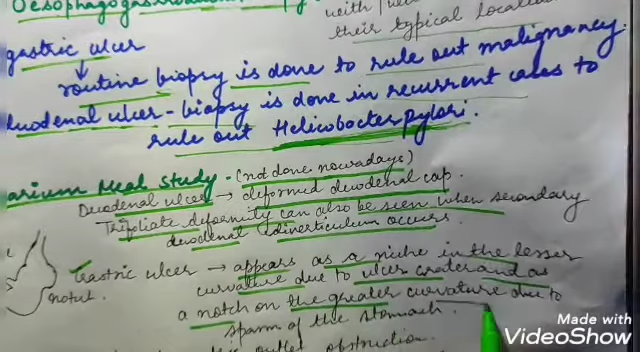 Oesophagogastroduodenoscopy
with
their typical location
gastric ulcer
↓
routine biopsy is done to rule out malignancy.
duodenal ulcer - biopsy is done in recurrent cases to
rule out Helicobacter pylori.
arium Meal Study - (not done nowadays)
Duodenal ulcer → deformed duodenal cap.
Trifoliate deformity can also be seen when secondary
duodenal diverticulum occurs.
Gastric ulcer → appears as a niche in the lesser
curvature due to ulcer crater and as
notch.
a notch on the greater curvature due to
spasm of the stomach.
outlet obstruction
Made with
VideoShow